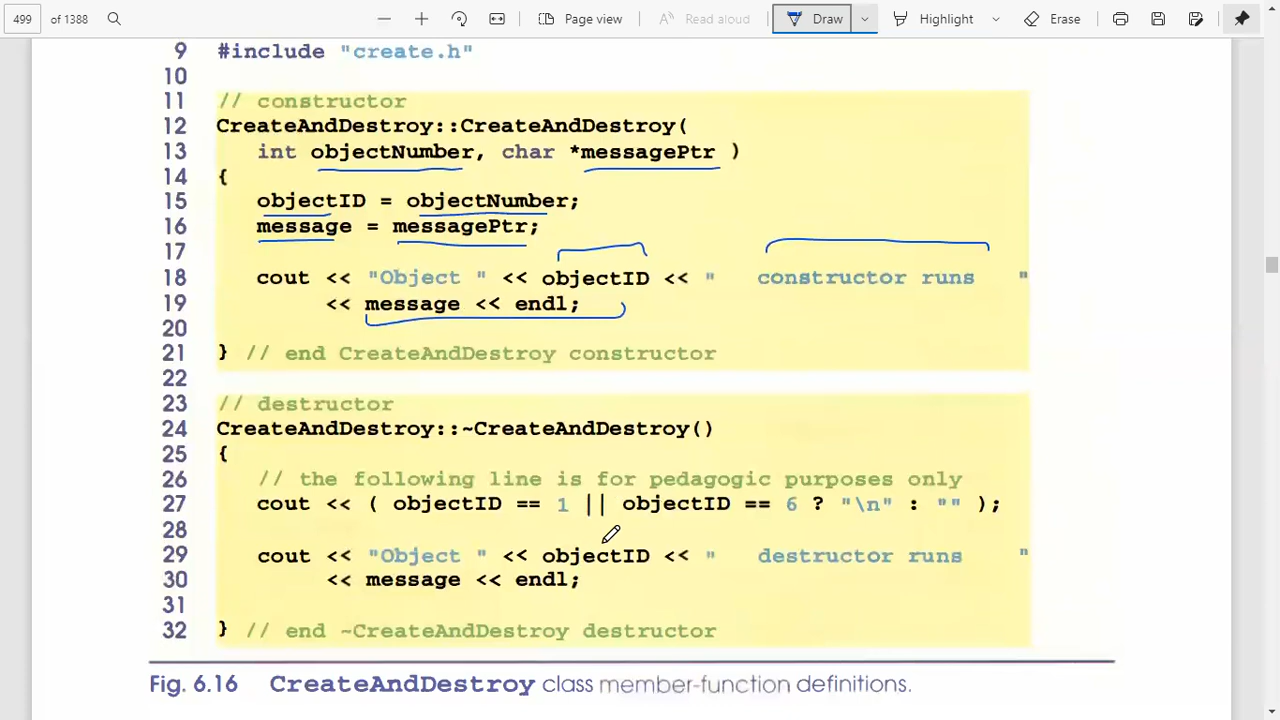 499 of 1388 Page view Read aloud Draw Highlight Erase
9 #include "create.h"
10
11 // constructor
12 CreateAndDestroy::CreateAndDestroy(
13 int objectNumber, char *messagePtr )
14 {
15 objectID = objectNumber;
16 message = messagePtr;
17
18 cout << "Object " << objectID << " constructor runs "
19 << message << endl;
20
21 } // end CreateAndDestroy constructor
22
23 // destructor
24 CreateAndDestroy::~CreateAndDestroy()
25 {
26 // the following line is for pedagogic purposes only
27 cout << ( objectID == 1 || objectID == 6 ? "\n" : "" );
28
29 cout << "Object " << objectID << " destructor runs "
30 << message << endl;
31
32 } // end ~CreateAndDestroy destructor
Fig. 6.16 CreateAndDestroy class member-function definitions.